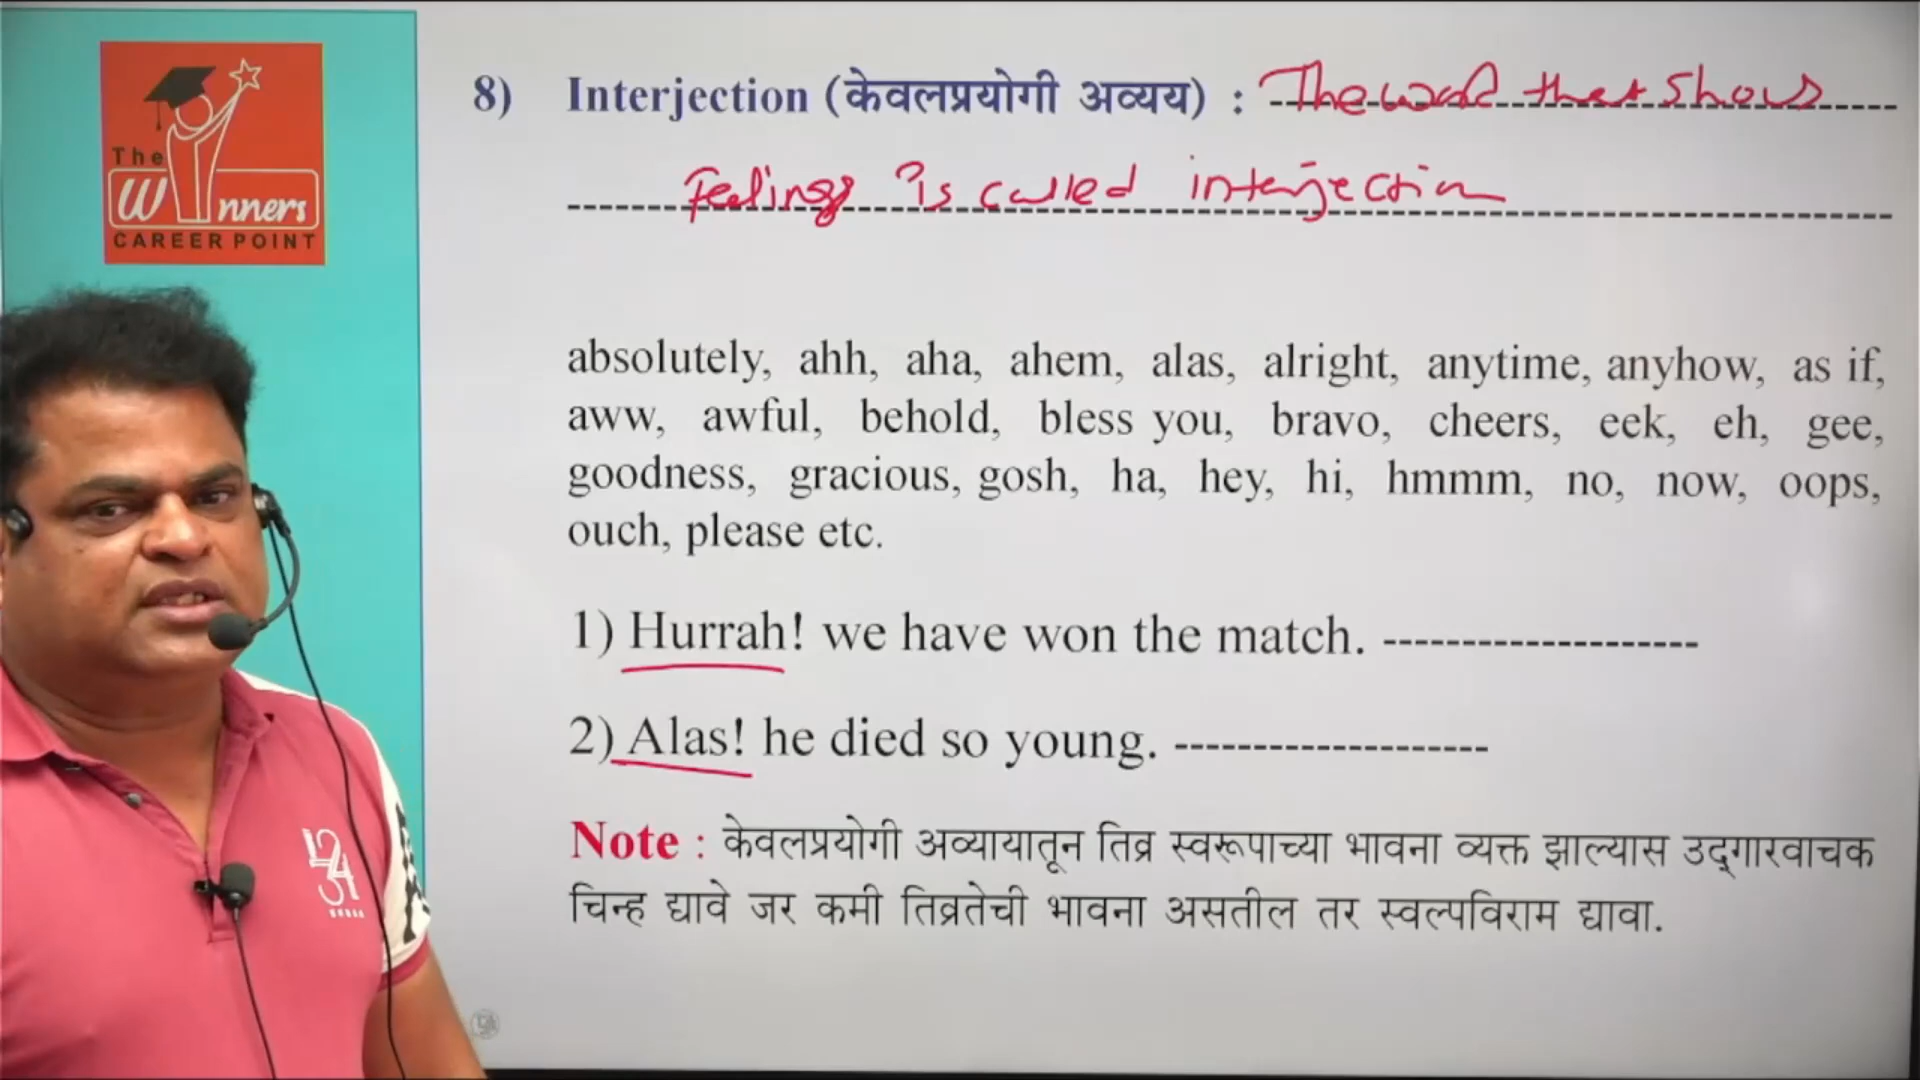 The
Winners
CAREER POINT
8) Interjection (केवलप्रयोगी अव्यय) : The word that shows
Feelings is called interjection
absolutely, ahh, aha, ahem, alas, alright, anytime, anyhow, as if,
aww, awful, behold, bless you, bravo, cheers, eek, eh, gee,
goodness, gracious, gosh, ha, hey, hi, hmmm, no, now, oops,
ouch, please etc.
1) Hurrah! we have won the match. --------------------
2) Alas! he died so young. --------------------
Note : केवलप्रयोगी अव्यायातून तिव्र स्वरूपाच्या भावना व्यक्त झाल्यास उद्‌गारवाचक
चिन्ह द्यावे जर कमी तिव्रतेची भावना असतील तर स्वल्पविराम द्यावा.